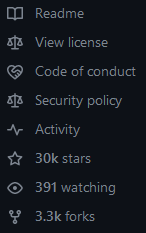 Readme
View license
Code of conduct
Security policy
Activity
30k stars
391 watching
3.3k forks